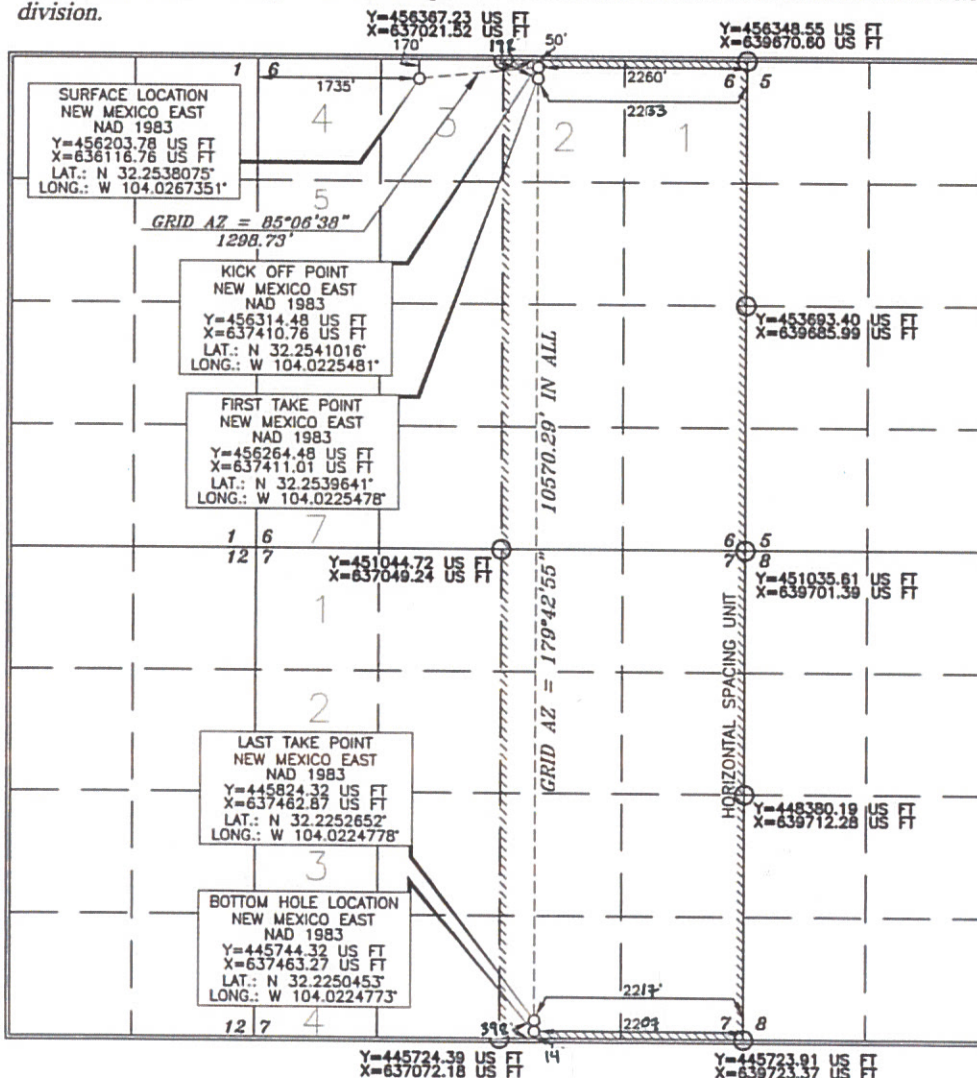 division.
Y=456367.23 US FT
X=637021.52 US FT
Y=456348.55 US FT
X=639670.60 US FT
170'
50'
1 6
1735'
2260'
6 5
2233
4 3 2 1
SURFACE LOCATION
NEW MEXICO EAST
NAD 1983
Y=456203.78 US FT
X=636116.76 US FT
LAT.: N 32.2538075°
LONG.: W 104.0267351°
5
GRID AZ = 85°06'38"
1298.73'
KICK OFF POINT
NEW MEXICO EAST
NAD 1983
Y=456314.48 US FT
X=637410.76 US FT
LAT.: N 32.2541016°
LONG.: W 104.0225481°
Y=453693.40 US FT
X=639685.99 US FT
FIRST TAKE POINT
NEW MEXICO EAST
NAD 1983
Y=456264.48 US FT
X=637411.01 US FT
LAT.: N 32.2539641°
LONG.: W 104.0225478°
10570.29' IN ALL
7
1 6
12 7
Y=451044.72 US FT
X=637049.24 US FT
6 5
7 8
Y=451035.61 US FT
X=639701.39 US FT
GRID AZ = 179°42'55"
HORIZONTAL SPACING UNIT
1
2
LAST TAKE POINT
NEW MEXICO EAST
NAD 1983
Y=445824.32 US FT
X=637462.87 US FT
LAT.: N 32.2252652°
LONG.: W 104.0224778°
Y=448380.19 US FT
X=639712.28 US FT
3
BOTTOM HOLE LOCATION
NEW MEXICO EAST
NAD 1983
Y=445744.32 US FT
X=637463.27 US FT
LAT.: N 32.2250453°
LONG.: W 104.0224773°
2217'
12 7
4
398'
2207
7 8
14'
Y=445724.39 US FT
X=637072.18 US FT
Y=445723.91 US FT
X=639723.37 US FT